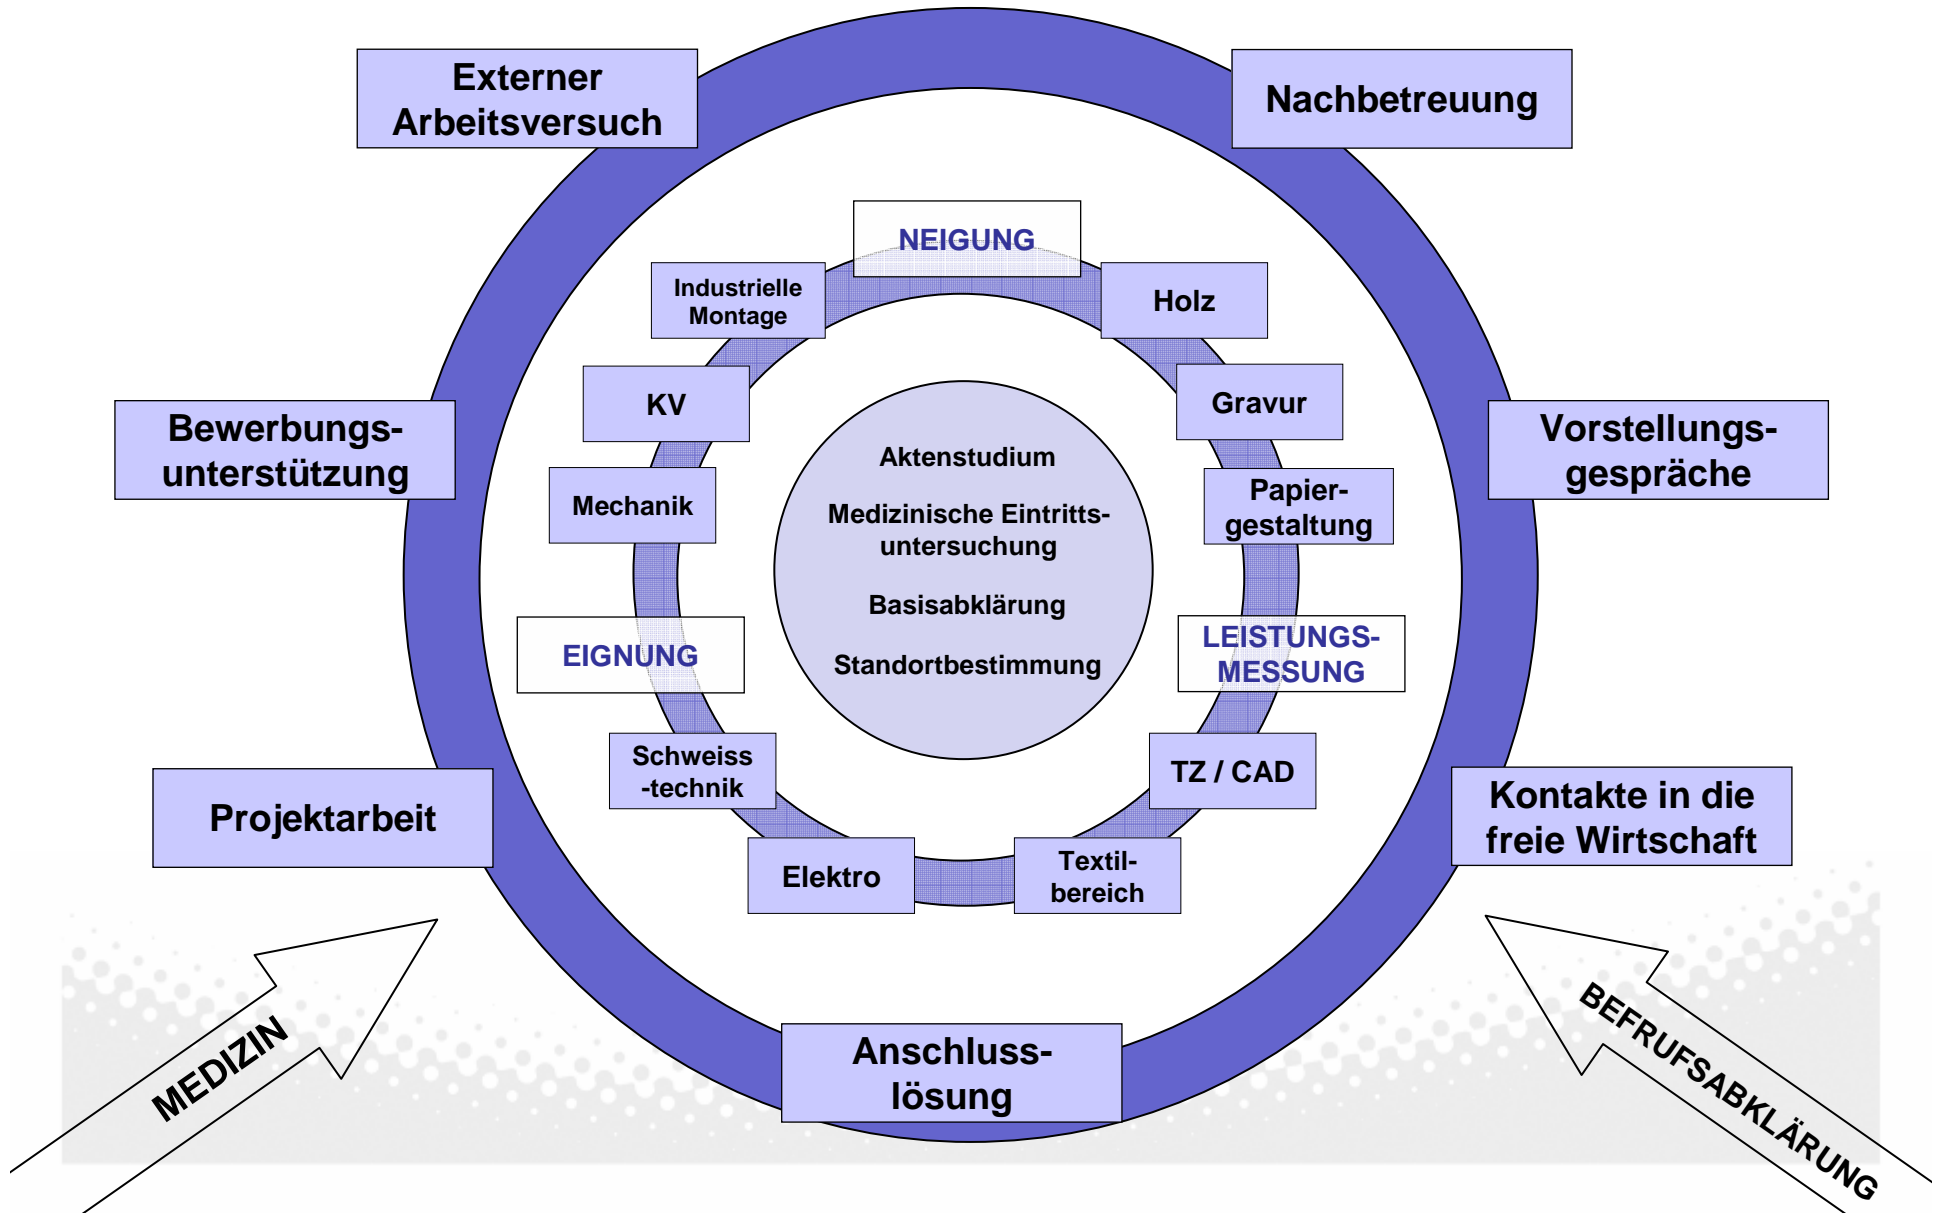 Externer
Arbeitsversuch
Nachbetreuung
NEIGUNG
Industrielle
Montage
Holz
KV
Gravur
Bewerbungs-
unterstützung
Vorstellungs-
gespräche
Mechanik
Papier-
gestaltung
Aktenstudium
Medizinische Eintritts-
untersuchung
Basisabklärung
Standortbestimmung
EIGNUNG
LEISTUNGS-
MESSUNG
Schweiss
-technik
TZ / CAD
Projektarbeit
Kontakte in die
freie Wirtschaft
Elektro
Textil-
bereich
MEDIZIN
BEFRUFSABKLÄRUNG
Anschluss-
lösung